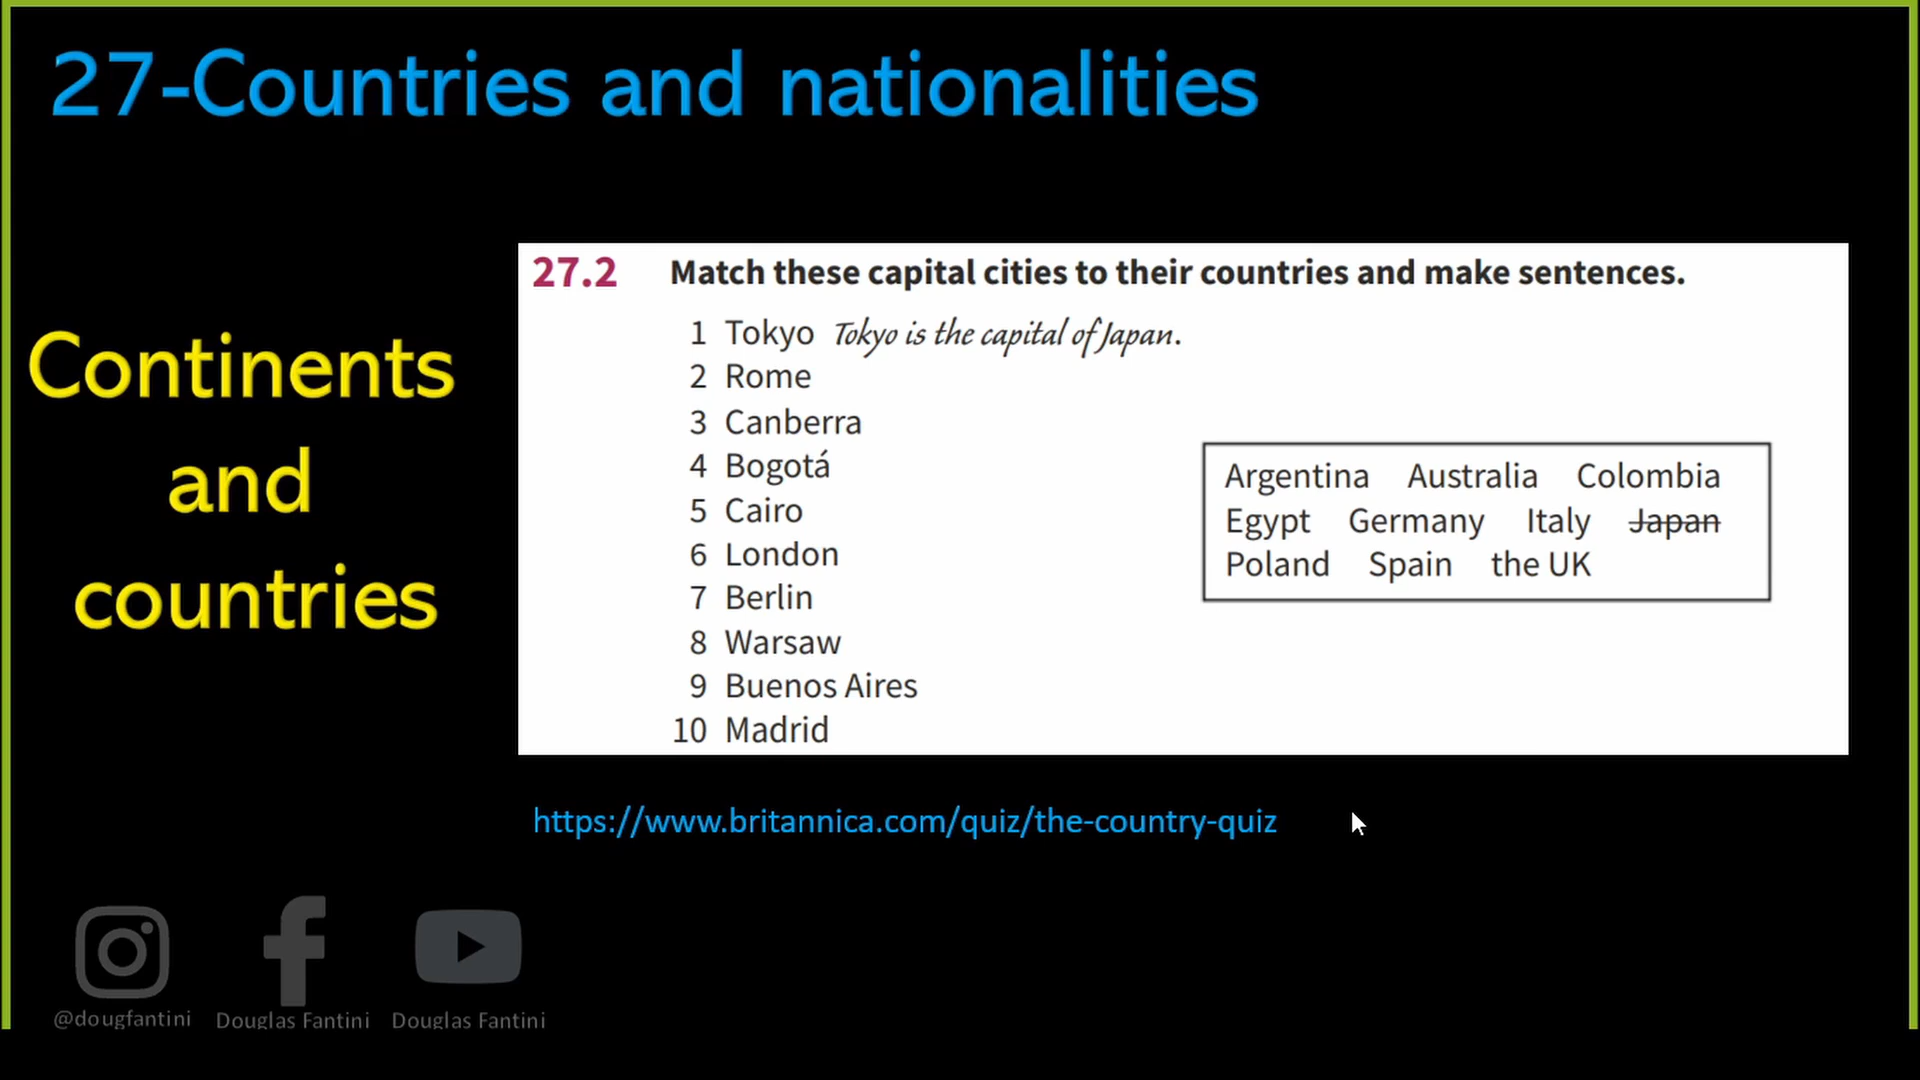 27-Countries and nationalities
Continents
and
countries
27.2 Match these capital cities to their countries and make sentences.
1 Tokyo Tokyo is the capital of Japan.
2 Rome
3 Canberra
4 Bogotá
5 Cairo
6 London
7 Berlin
8 Warsaw
9 Buenos Aires
10 Madrid
Argentina Australia Colombia
Egypt Germany Italy Japan
Poland Spain the UK
https://www.britannica.com/quiz/the-country-quiz
@dougfantini Douglas Fantini Douglas Fantini